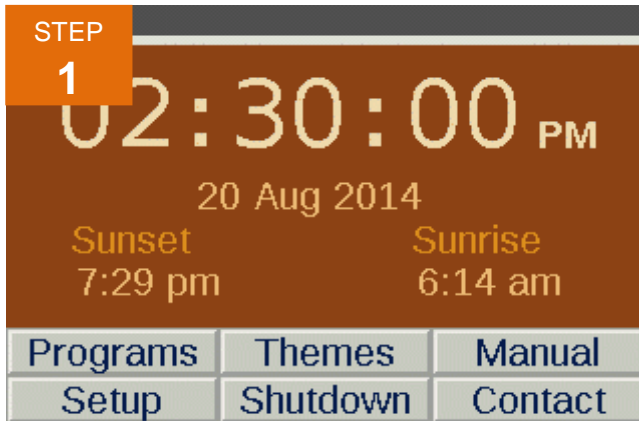 STEP
1
02:30:00 PM
20 Aug 2014
Sunset Sunrise
7:29 pm 6:14 am
Programs Themes Manual
Setup Shutdown Contact